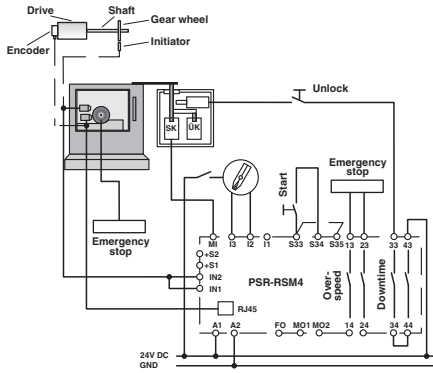 Drive
Shaft
Gear wheel
Encoder
Initiator
Unlock
SK
ÜK
Emergency
stop
Start
Emergency
stop
MI
I3
I2
I1
S33
S34
S35
13
23
33
43
+S2
+S1
IN2
IN1
PSR-RSM4
Over-
speed
Downtime
RJ45
A1
A2
FO
MO1
MO2
14
24
34
44
24V DC
GND